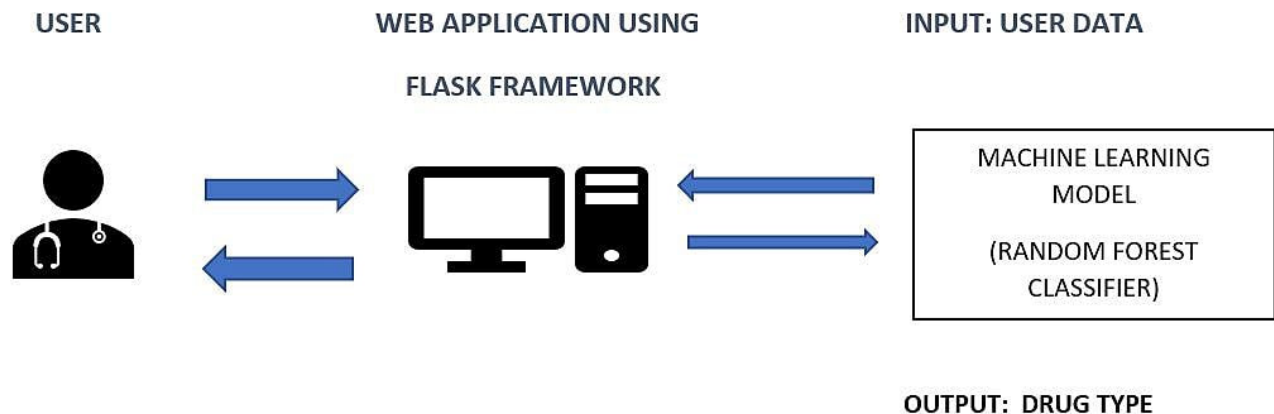 USER
WEB APPLICATION USING
FLASK FRAMEWORK
INPUT: USER DATA
MACHINE LEARNING
MODEL
(RANDOM FOREST
CLASSIFIER)
OUTPUT: DRUG TYPE